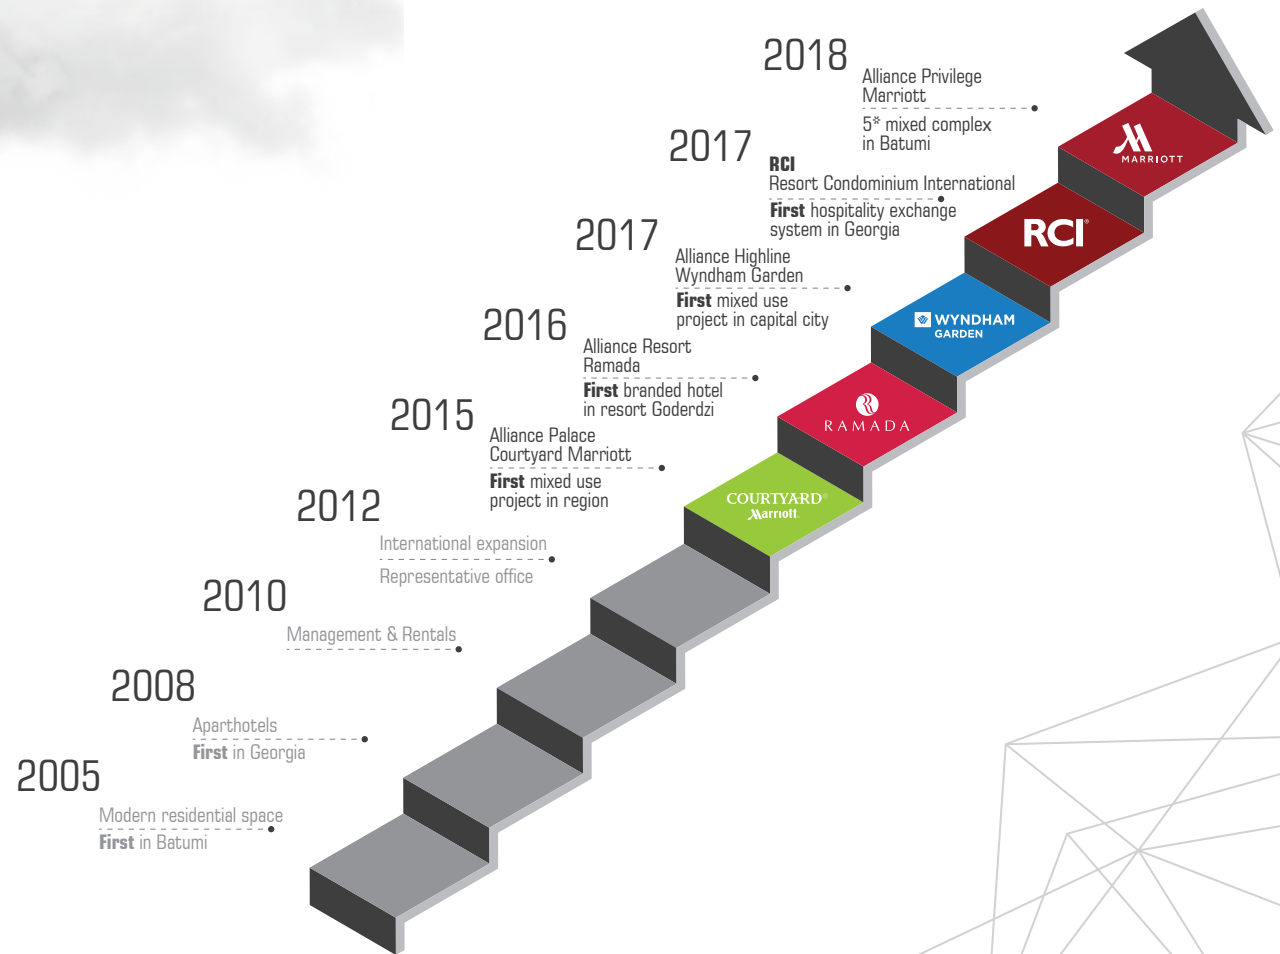 2018
Alliance Privilege
Marriott
5* mixed complex
in Batumi
MARRIOTT
2017
RCI
Resort Condominium International
First hospitality exchange
system in Georgia
RCI®
2017
Alliance Highline
Wyndham Garden
First mixed use
project in capital city
WYNDHAM
GARDEN
2016
Alliance Resort
Ramada
First branded hotel
in resort Goderdzi
RAMADA
2015
Alliance Palace
Courtyard Marriott
First mixed use
project in region
COURTYARD®
Marriott
2012
International expansion
Representative office
2010
Management & Rentals
2008
Aparthotels
First in Georgia
2005
Modern residential space
First in Batumi